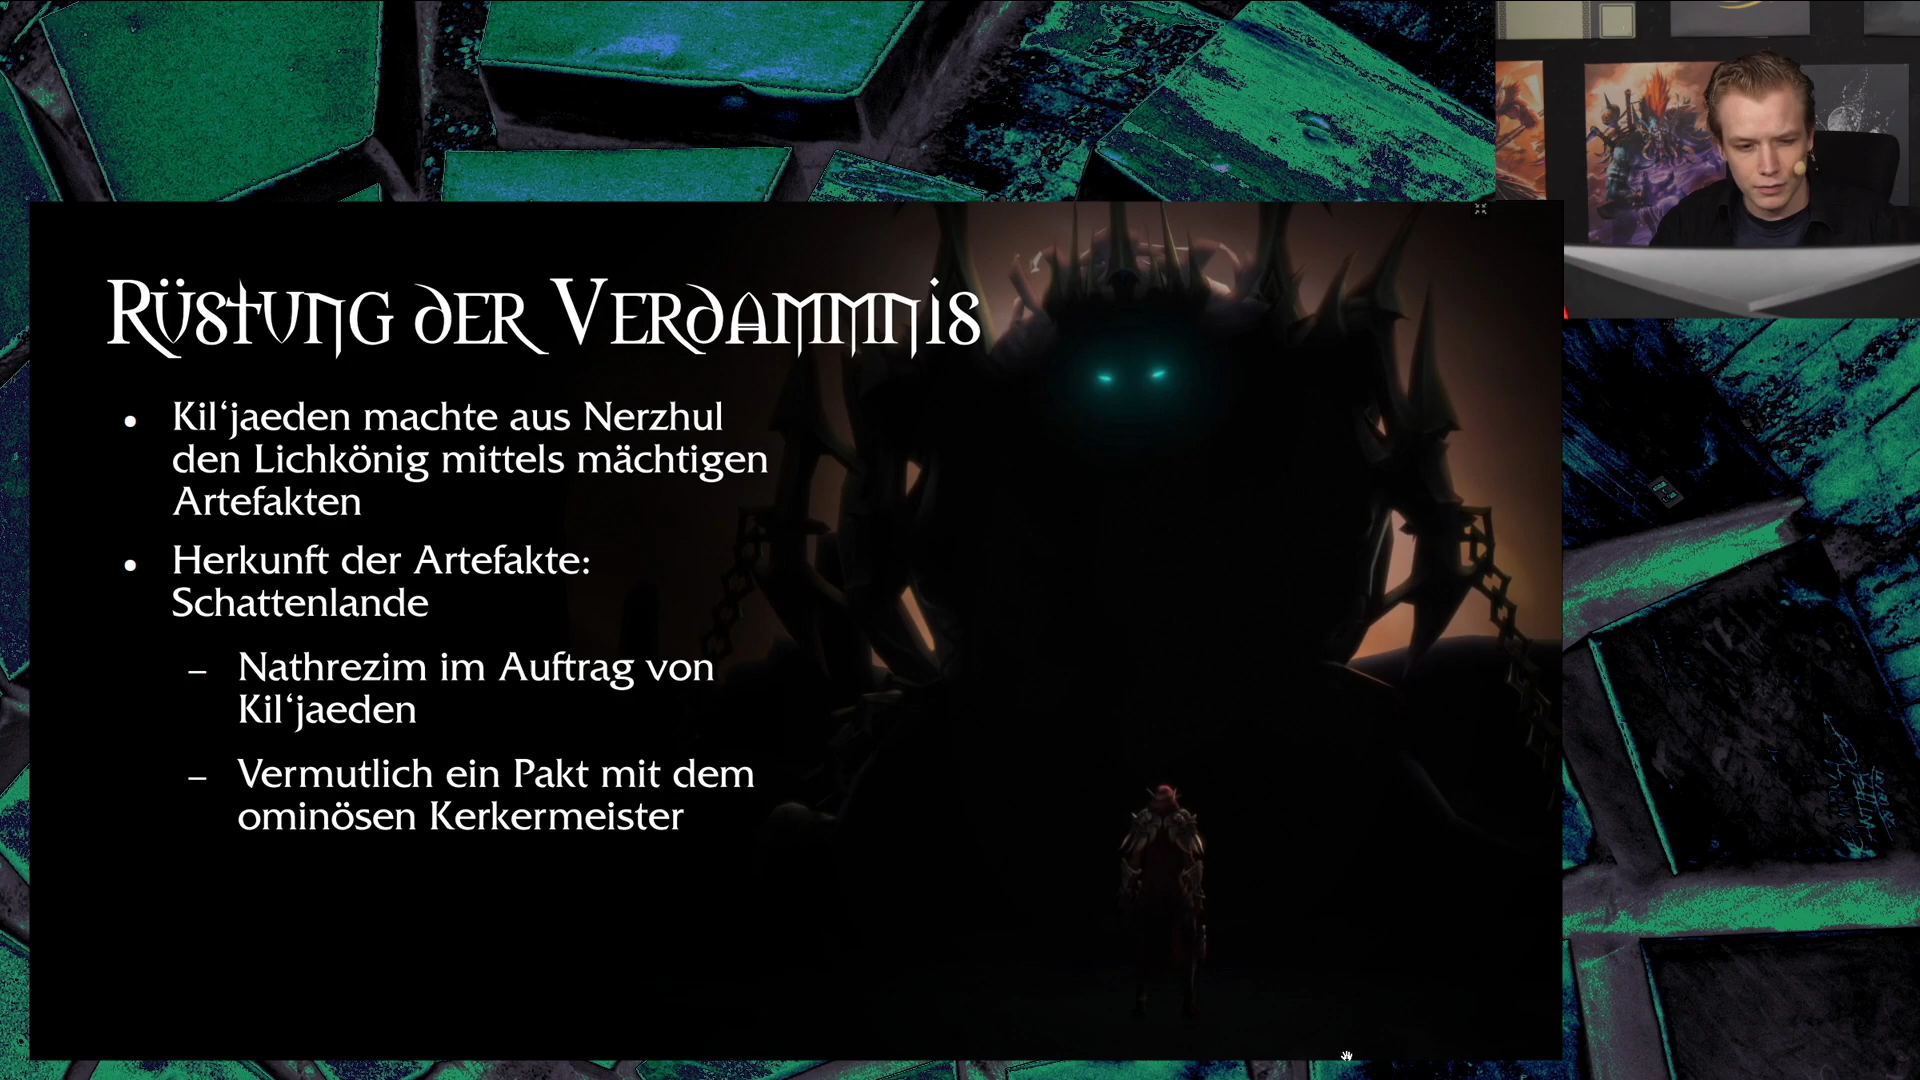 Rüstung der Verdammnis
• Kil‘jaeden machte aus Nerzhul
den Lichkönig mittels mächtigen
Artefakten
• Herkunft der Artefakte:
Schattenlande
– Nathrezim im Auftrag von
Kil‘jaeden
– Vermutlich ein Pakt mit dem
ominösen Kerkermeister